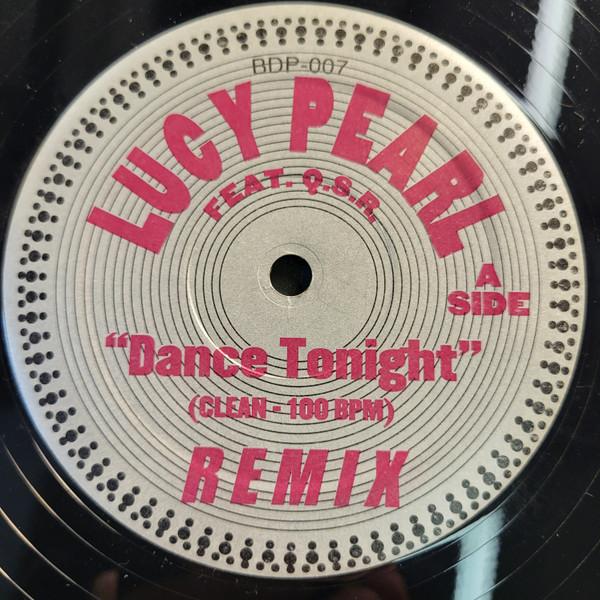 BDP-007
LUCY PEARL
FEAT. Q.S.R.
A
SIDE
“Dance Tonight”
(CLEAN - 100 BPM)
REMIX